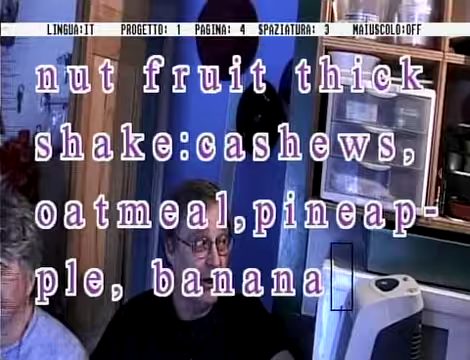 LINGUA:IT PROGETTO: 1 PAGINA: 4 SPAZIATURA: 3 MAIUSCOLO:OFF
nut fruit thick
shake:cashews,
oatmeal,pineap-
ple, banana